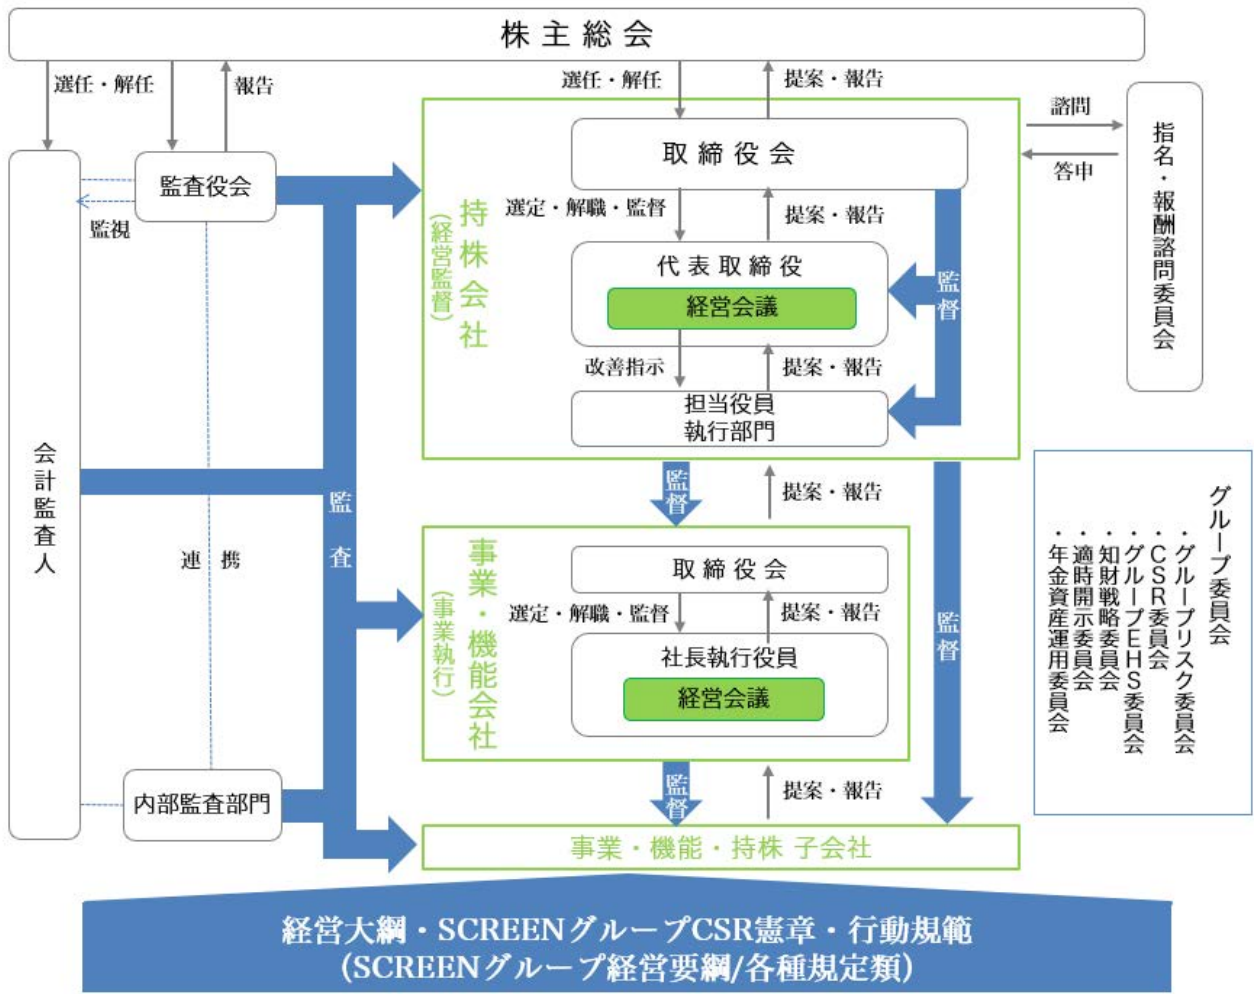 株主総会
選任・解任
報告
選任・解任
提案・報告
諮問
答申
指名・報酬諮問委員会
監査役会
監視
会計監査人
連携
内部監査部門
監査
持株会社
(経営監督)
取締役会
選定・解職・監督
提案・報告
代表取締役
経営会議
監督
改善指示
提案・報告
担当役員
執行部門
監督
提案・報告
事業・機能会社
(事業執行)
取締役会
選定・解職・監督
提案・報告
社長執行役員
経営会議
監督
監督
提案・報告
事業・機能・持株 子会社
グループ委員会
・グループリスク委員会
・CSR委員会
・グループEHS委員会
・知財戦略委員会
・適時開示委員会
・年金資産運用委員会
経営大綱・SCREENグループCSR憲章・行動規範
(SCREENグループ経営要綱/各種規定類)